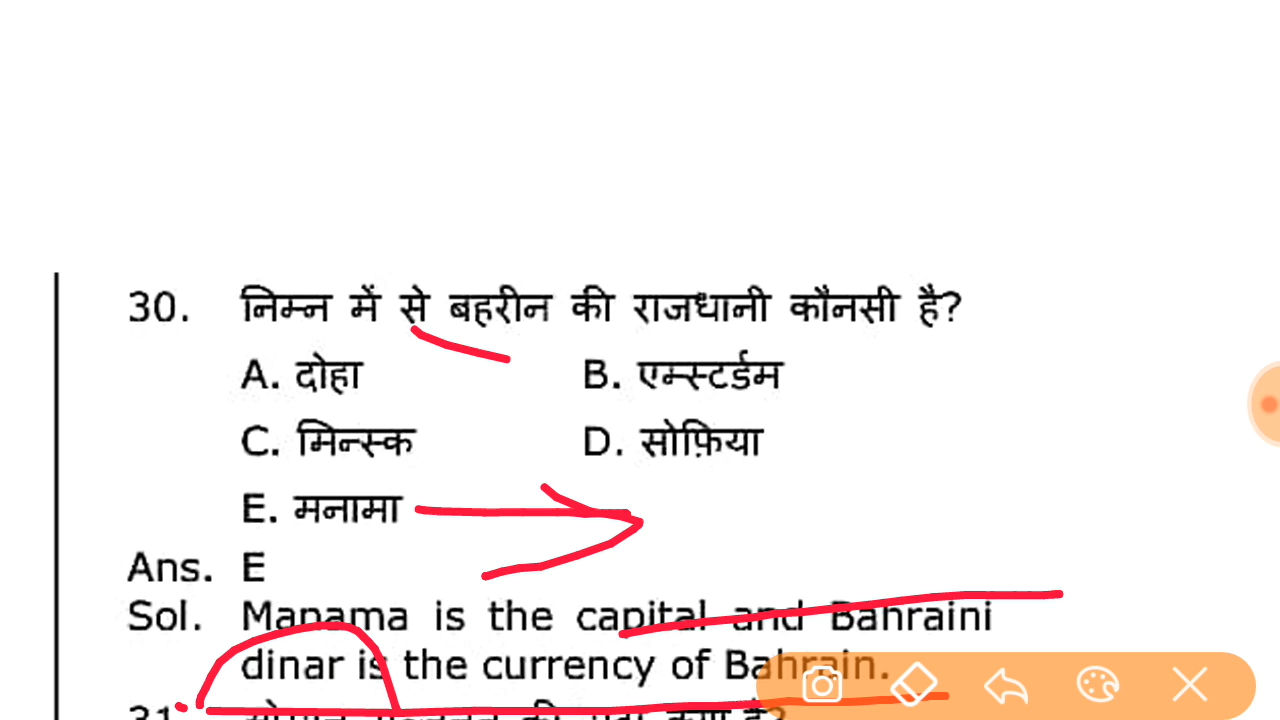 30. निम्न में से बहरीन की राजधानी कौनसी है?
A. दोहा B. एम्स्टर्डम
C. मिन्स्क D. सोफ़िया
E. मनामा
Ans. E
Sol. Manama is the capital and Bahraini
dinar is the currency of Bahrain.
31. की मुद्रा क्या है?